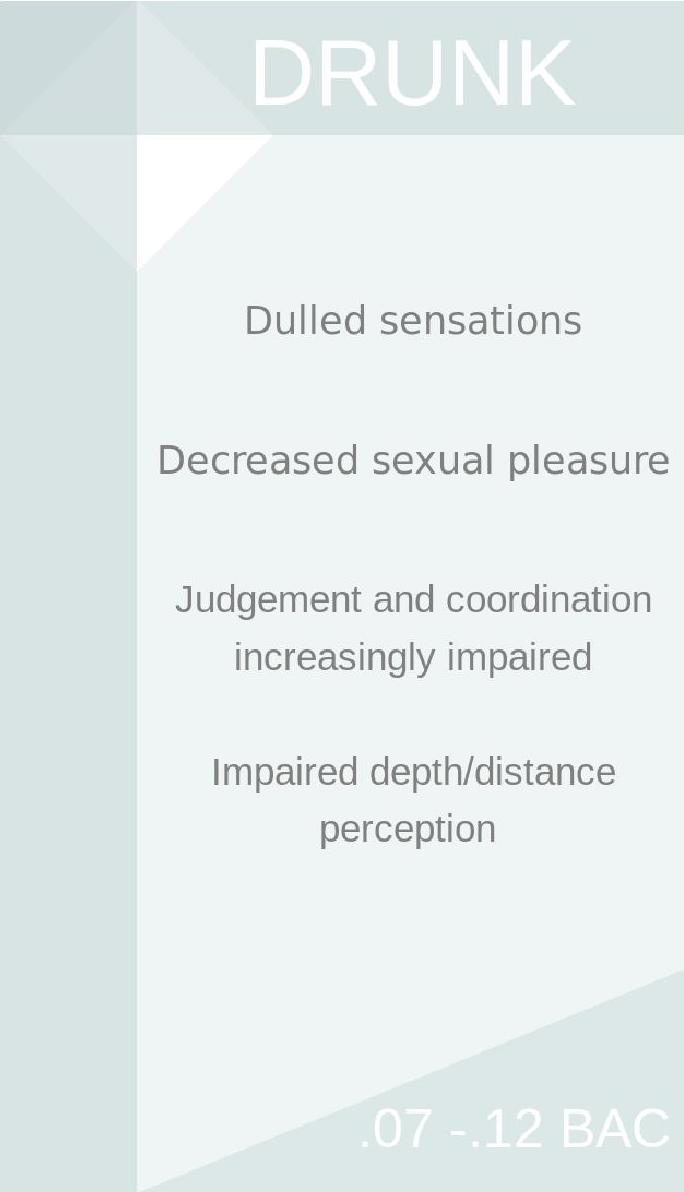 DRUNK
Dulled sensations
Decreased sexual pleasure
Judgement and coordination
increasingly impaired
Impaired depth/distance
perception
.07 -.12 BAC